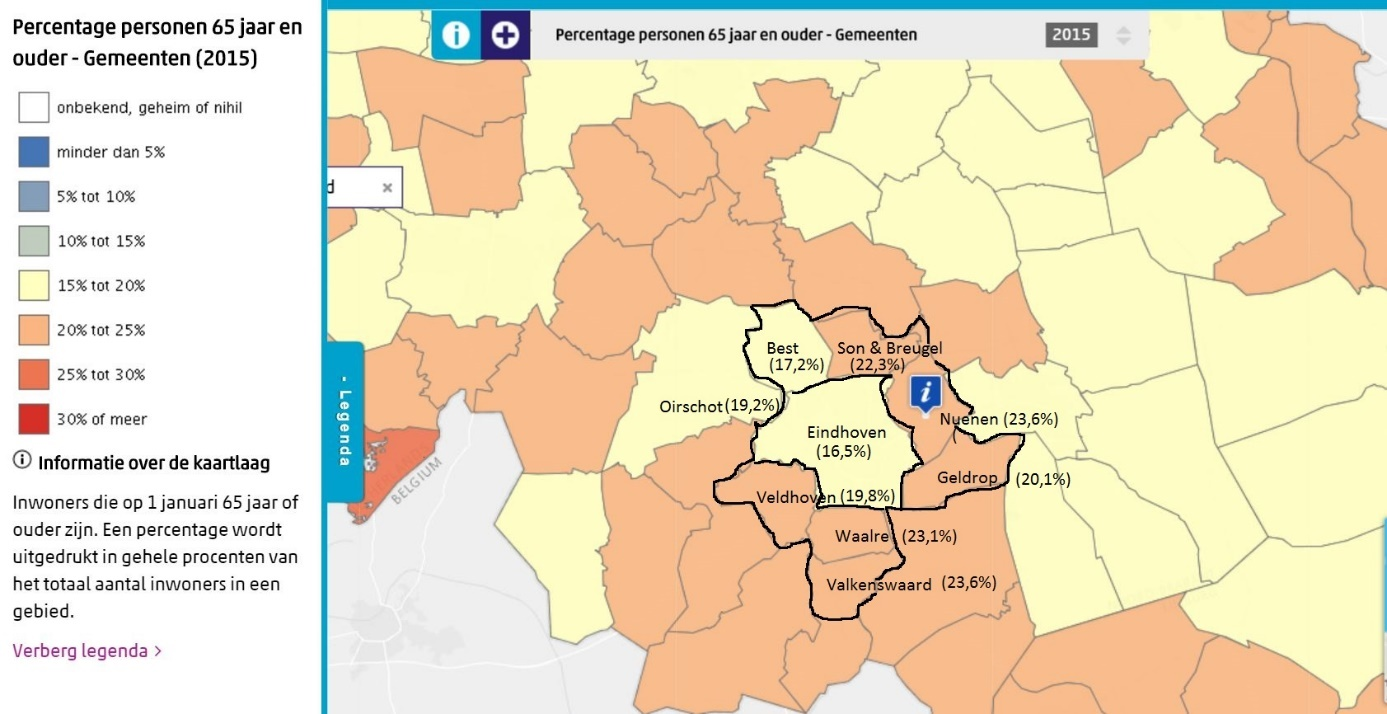 Percentage personen 65 jaar en
ouder - Gemeenten (2015)
onbekend, geheim of nihil
minder dan 5%
5% tot 10%
10% tot 15%
15% tot 20%
20% tot 25%
25% tot 30%
30% of meer
Informatie over de kaartlaag
Inwoners die op 1 januari 65 jaar of
ouder zijn. Een percentage wordt
uitgedrukt in gehele procenten van
het totaal aantal inwoners in een
gebied.
Verberg legenda >
i + Percentage personen 65 jaar en ouder - Gemeenten 2015
d ×
- Legenda
BELGIUM
Best
(17,2%)
Son & Breugel
(22,3%)
i
Oirschot (19,2%)
Nuenen (23,6%)
(
Eindhoven
(16,5%)
Geldrop (20,1%)
Veldhoven (19,8%)
Waalre (23,1%)
Valkenswaard (23,6%)